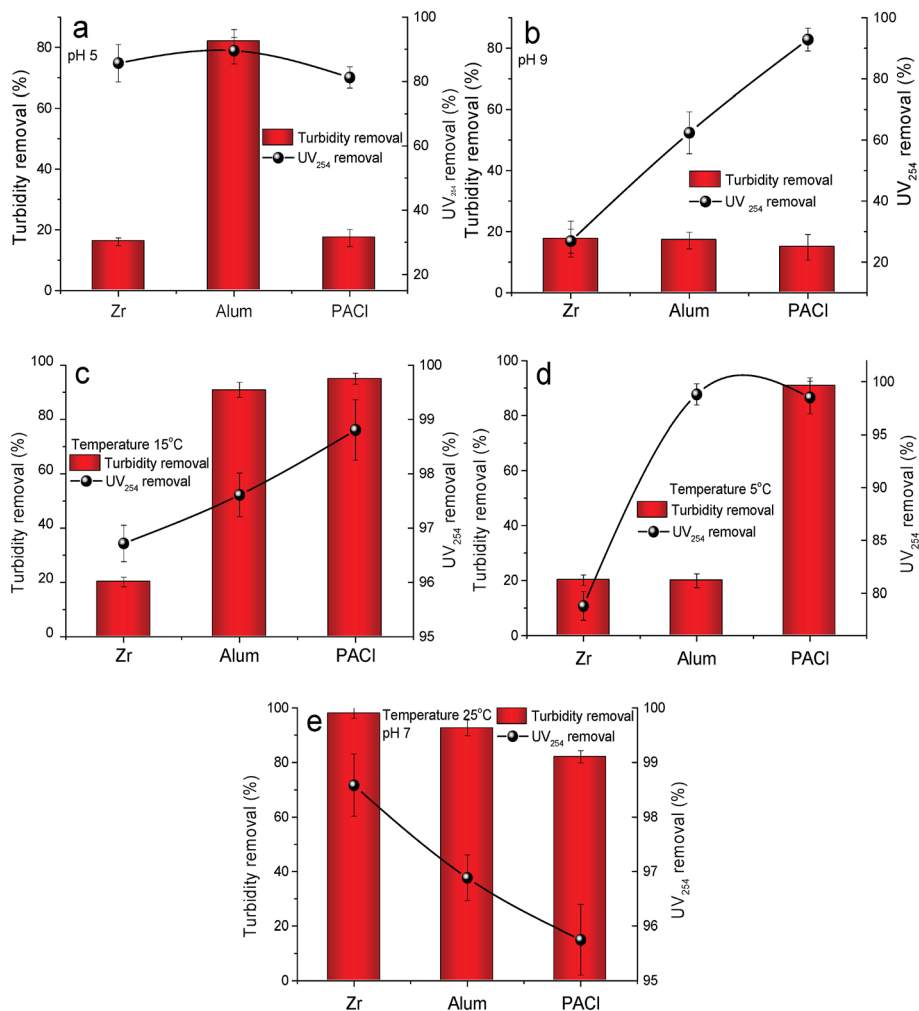 a
pH 5
Turbidity removal (%)
0
20
40
60
80
Zr
Alum
PACl
20
40
60
80
100
UV254 removal (%)
Turbidity removal
UV254 removal
b
pH 9
Turbidity removal (%)
0
20
40
60
80
Zr
Alum
PACl
20
40
60
80
100
UV254 removal (%)
Turbidity removal
UV 254 removal
c
Temperature 15°C
Turbidity removal
UV254 removal
Turbidity removal (%)
0
20
40
60
80
100
Zr
Alum
PACl
95
96
97
98
99
100
UV254 removal (%)
d
Temperature 5°C
Turbidity removal
UV254 removal
Turbidity removal (%)
0
20
40
60
80
100
Zr
Alum
PACl
80
85
90
95
100
UV254 removal (%)
e
Temperature 25°C
pH 7
Turbidity removal
UV254 removal
Turbidity removal (%)
0
20
40
60
80
100
Zr
Alum
PACl
95
96
97
98
99
100
UV254 removal (%)